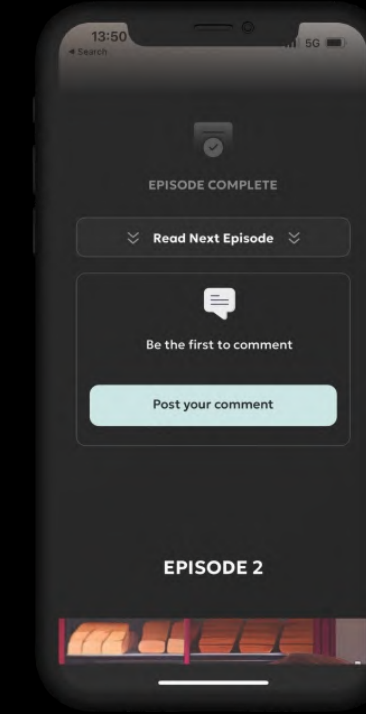 13:50
5G
Search
EPISODE COMPLETE
Read Next Episode
Be the first to comment
Post your comment
EPISODE 2